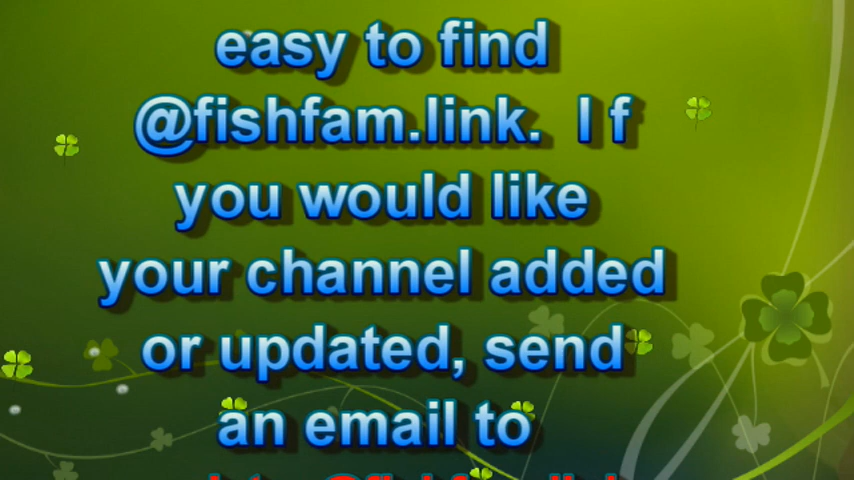 easy to find
@fishfam.link.  I f
you would like
your channel added
or updated, send
an email to